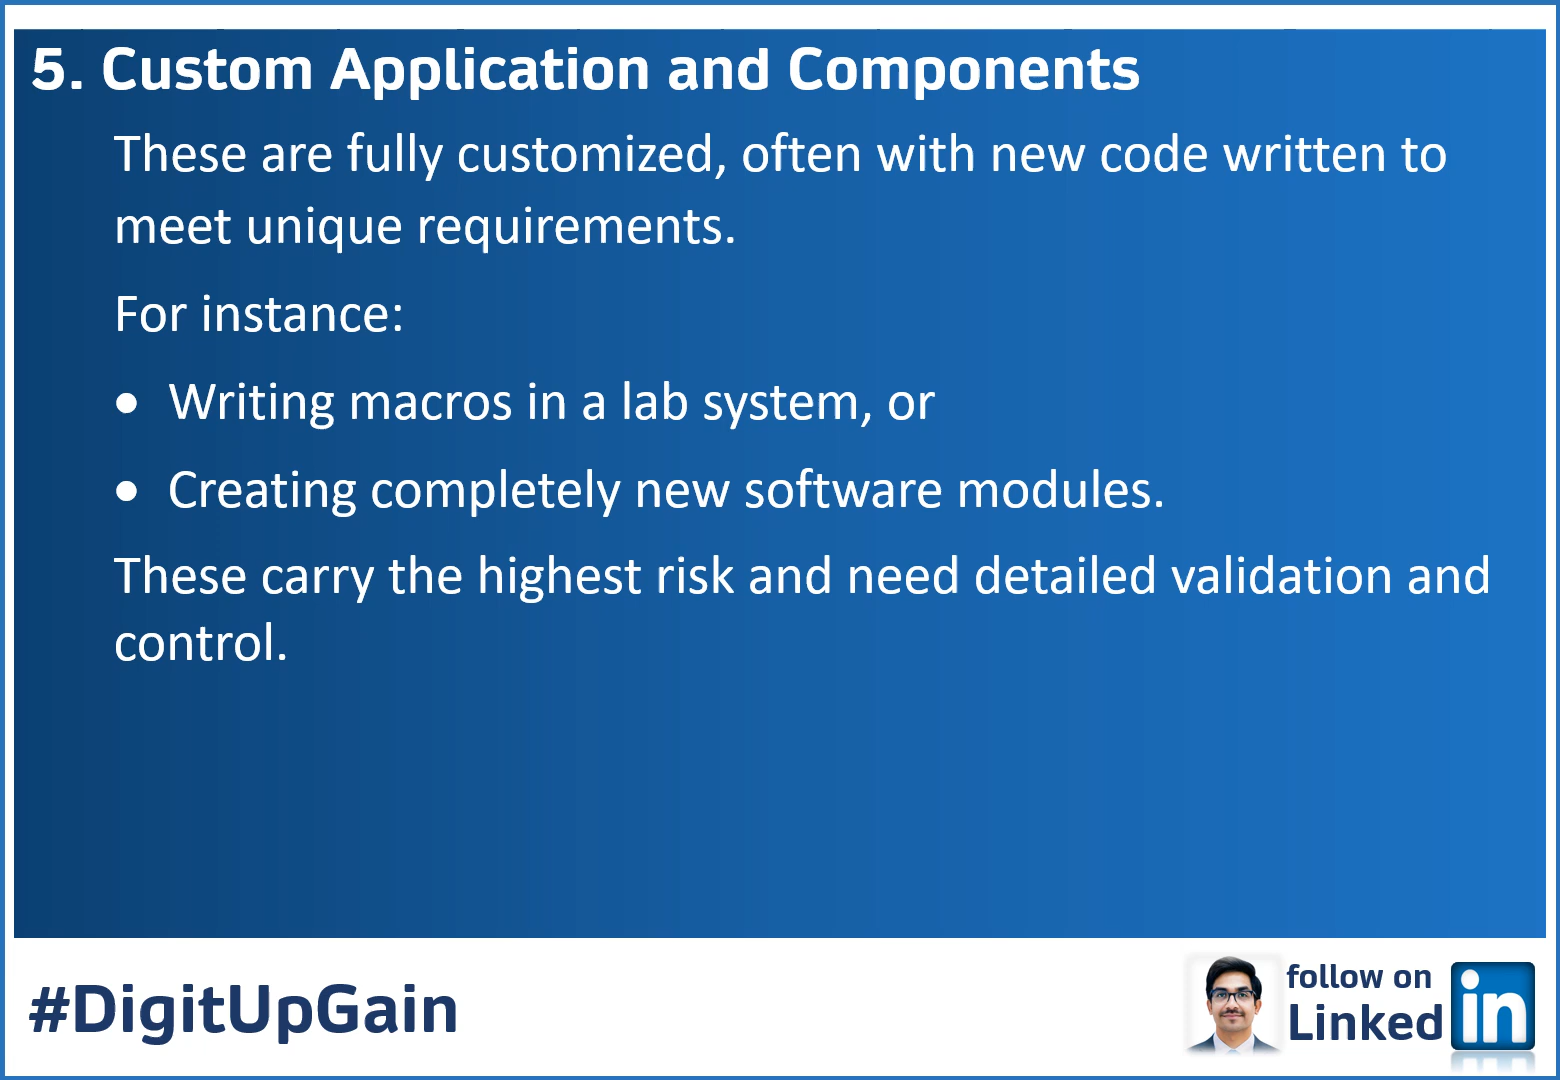 5. Custom Application and Components
These are fully customized, often with new code written to
meet unique requirements.
For instance:
• Writing macros in a lab system, or
• Creating completely new software modules.
These carry the highest risk and need detailed validation and
control.
#DigitUpGain
follow on
Linked in